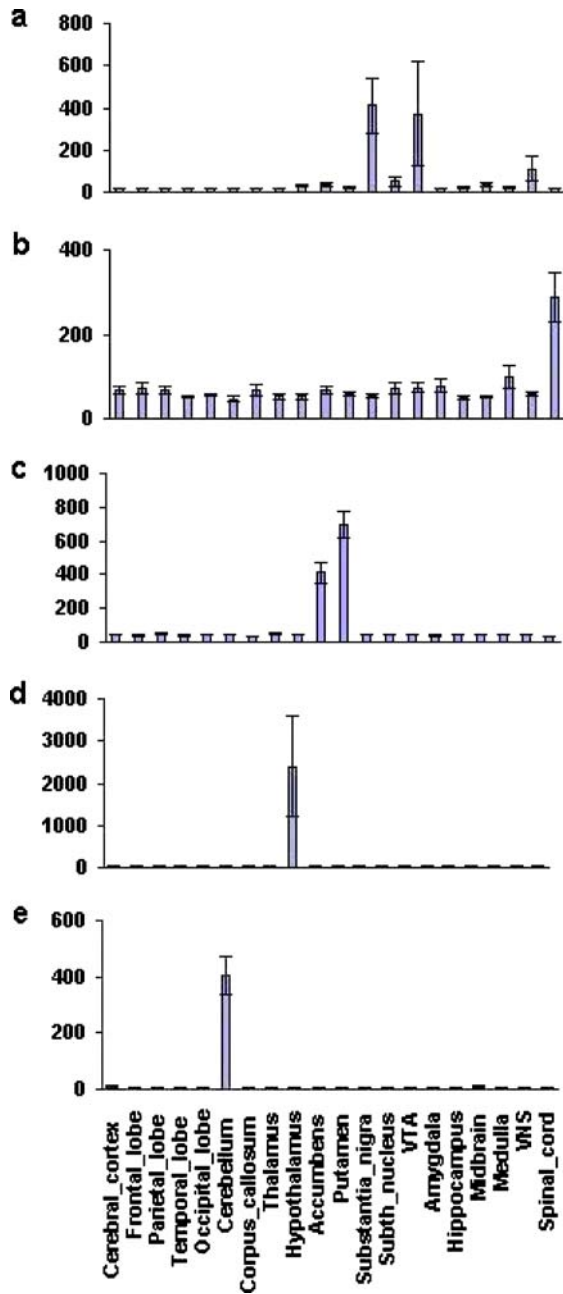 a
800
600
400
200
0
b
400
200
0
c
1000
800
600
400
200
0
d
4000
3000
2000
1000
0
e
600
400
200
0
Cerebral_cortex
Frontal_lobe
Parietal_lobe
Temporal_lobe
Occipital_lobe
Cerebellum
Corpus_callosum
Thalamus
Hypothalamus
Accumbens
Putamen
Substantia_nigra
Subth_nucleus
VTA
Amygdala
Hippocampus
Midbrain
Medulla
VNS
Spinal_cord